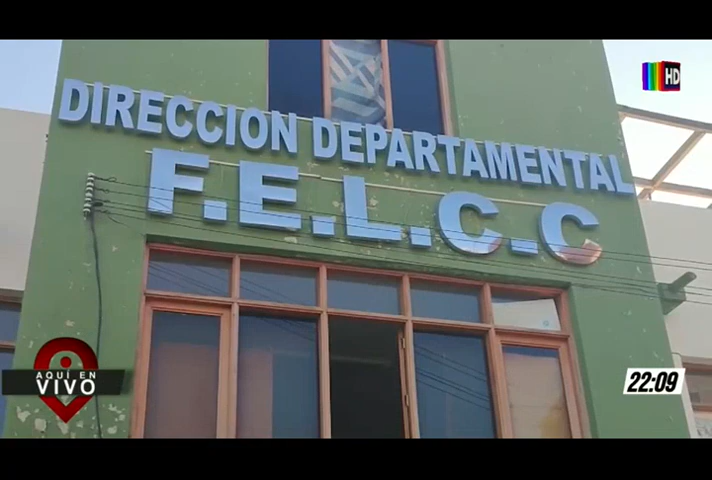 HD
DIRECCION DEPARTAMENTAL
F.E.L.C.C
AQUÍ EN
VIVO
22:09